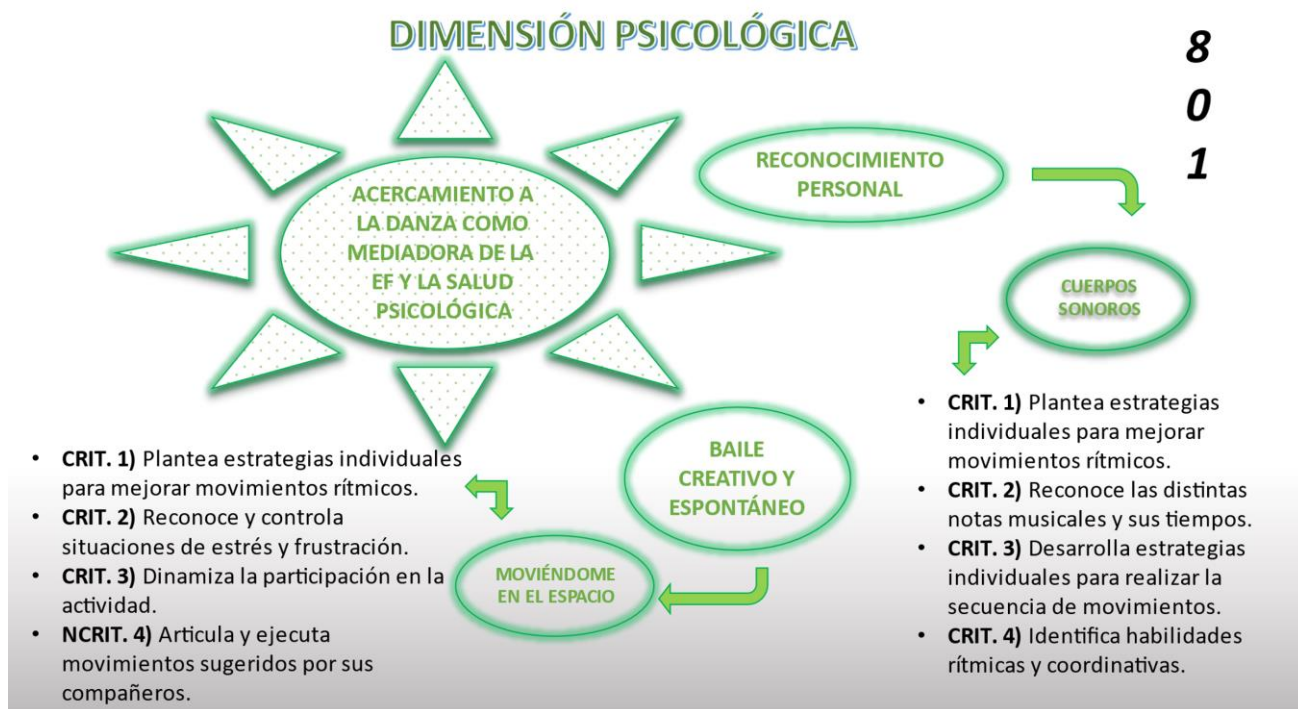 DIMENSIÓN PSICOLÓGICA
8
0
1
ACERCAMIENTO A
LA DANZA COMO
MEDIADORA DE LA
EF Y LA SALUD
PSICOLÓGICA
RECONOCIMIENTO
PERSONAL
CUERPOS
SONOROS
• CRIT. 1) Plantea estrategias
individuales para mejorar
movimientos rítmicos.
• CRIT. 2) Reconoce las distintas
notas musicales y sus tiempos.
• CRIT. 3) Desarrolla estrategias
individuales para realizar la
secuencia de movimientos.
• CRIT. 4) Identifica habilidades
rítmicas y coordinativas.
BAILE
CREATIVO Y
ESPONTÁNEO
MOVIÉNDOME
EN EL ESPACIO
• CRIT. 1) Plantea estrategias individuales
para mejorar movimientos rítmicos.
• CRIT. 2) Reconoce y controla
situaciones de estrés y frustración.
• CRIT. 3) Dinamiza la participación en la
actividad.
• NCRIT. 4) Articula y ejecuta
movimientos sugeridos por sus
compañeros.